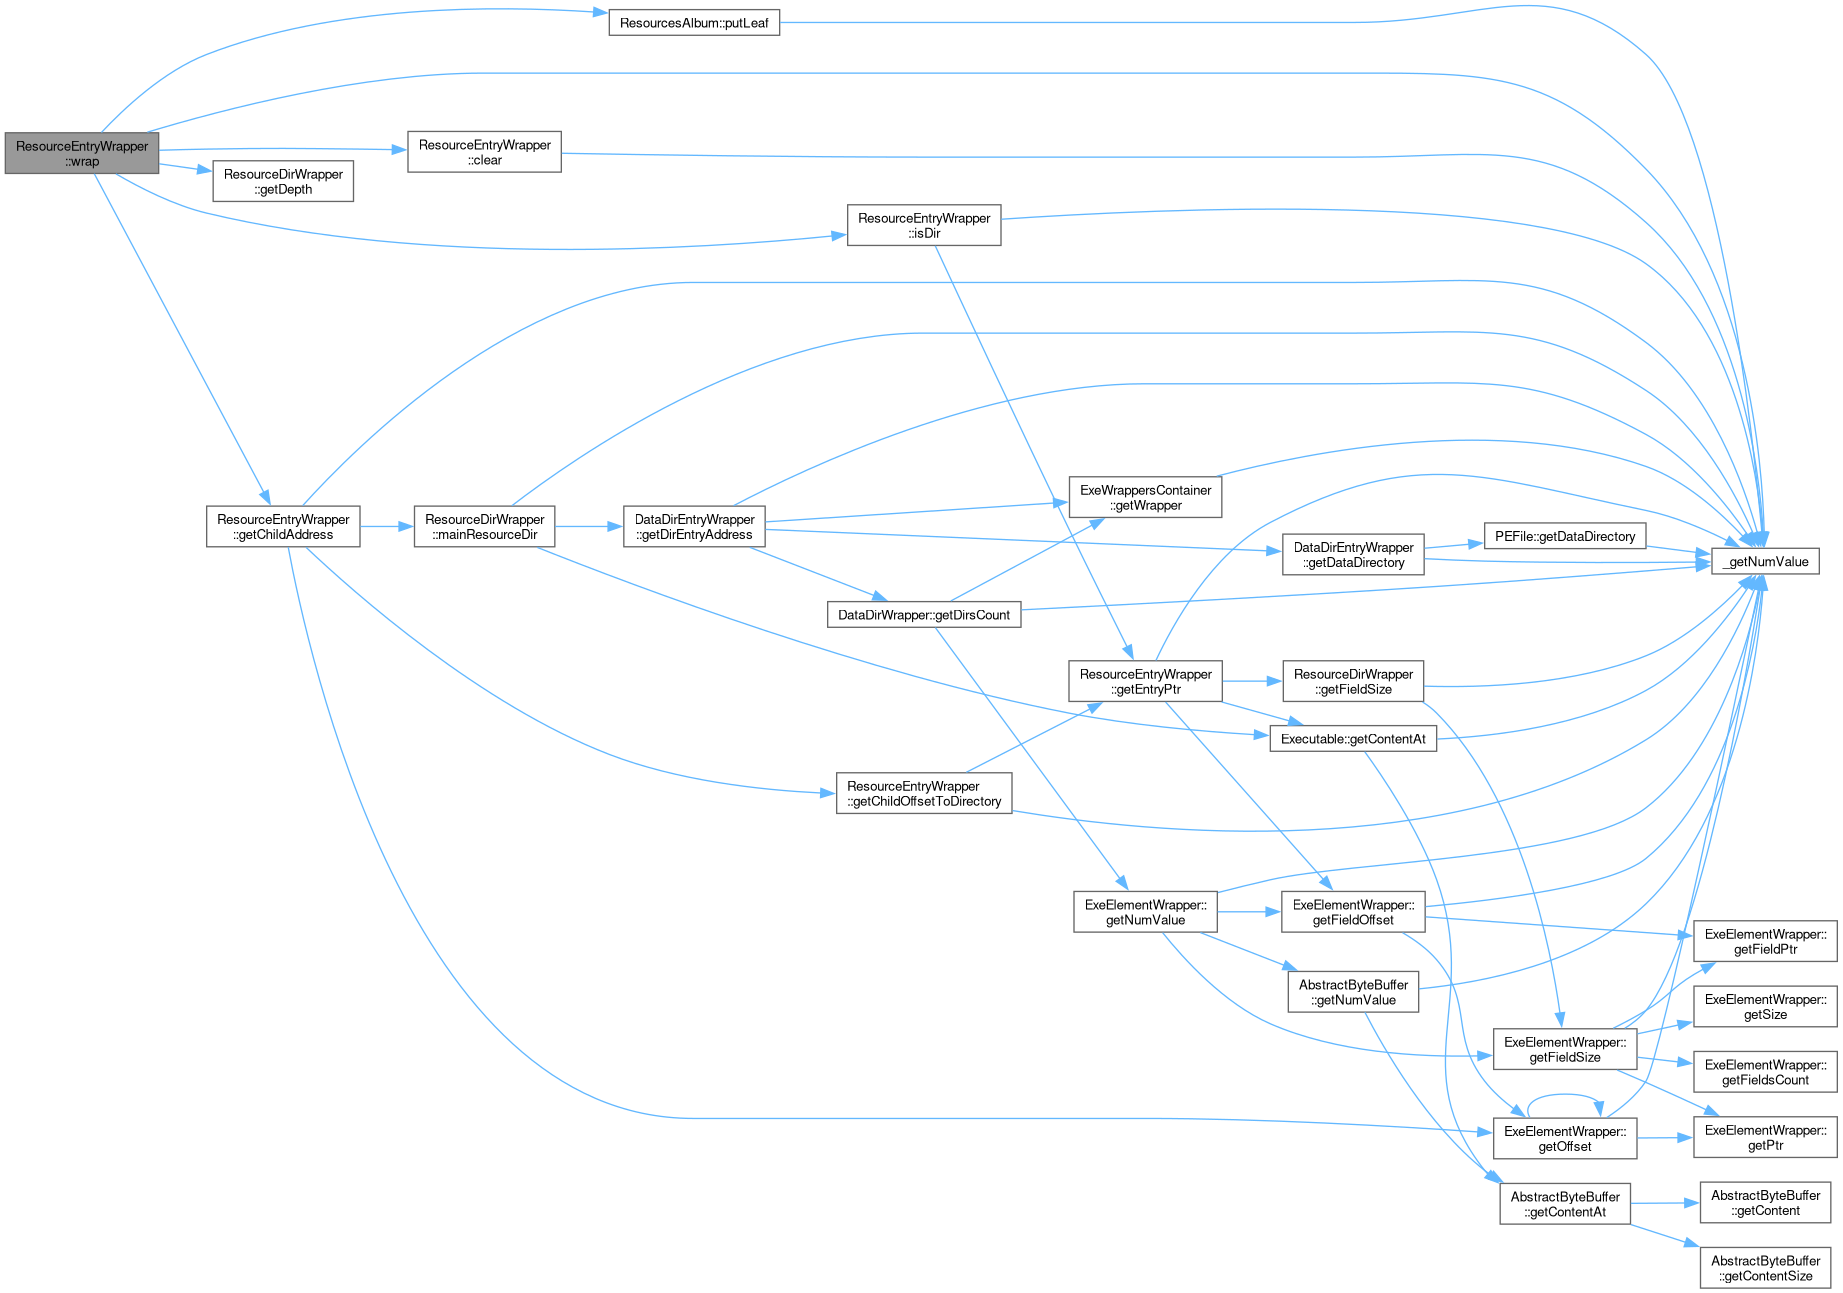 ResourcesAlbum::putLeaf
ResourceEntryWrapper
::wrap
ResourceEntryWrapper
::clear
ResourceDirWrapper
::getDepth
ResourceEntryWrapper
::isDir
ExeWrappersContainer
::getWrapper
ResourceEntryWrapper
::getChildAddress
ResourceDirWrapper
::mainResourceDir
DataDirEntryWrapper
::getDirEntryAddress
PEFile::getDataDirectory
DataDirEntryWrapper
::getDataDirectory
_getNumValue
DataDirWrapper::getDirsCount
ResourceEntryWrapper
::getEntryPtr
ResourceDirWrapper
::getFieldSize
Executable::getContentAt
ResourceEntryWrapper
::getChildOffsetToDirectory
ExeElementWrapper::
getNumValue
ExeElementWrapper::
getFieldOffset
ExeElementWrapper::
getFieldPtr
AbstractByteBuffer
::getNumValue
ExeElementWrapper::
getSize
ExeElementWrapper::
getFieldSize
ExeElementWrapper::
getFieldsCount
ExeElementWrapper::
getOffset
ExeElementWrapper::
getPtr
AbstractByteBuffer
::getContentAt
AbstractByteBuffer
::getContent
AbstractByteBuffer
::getContentSize